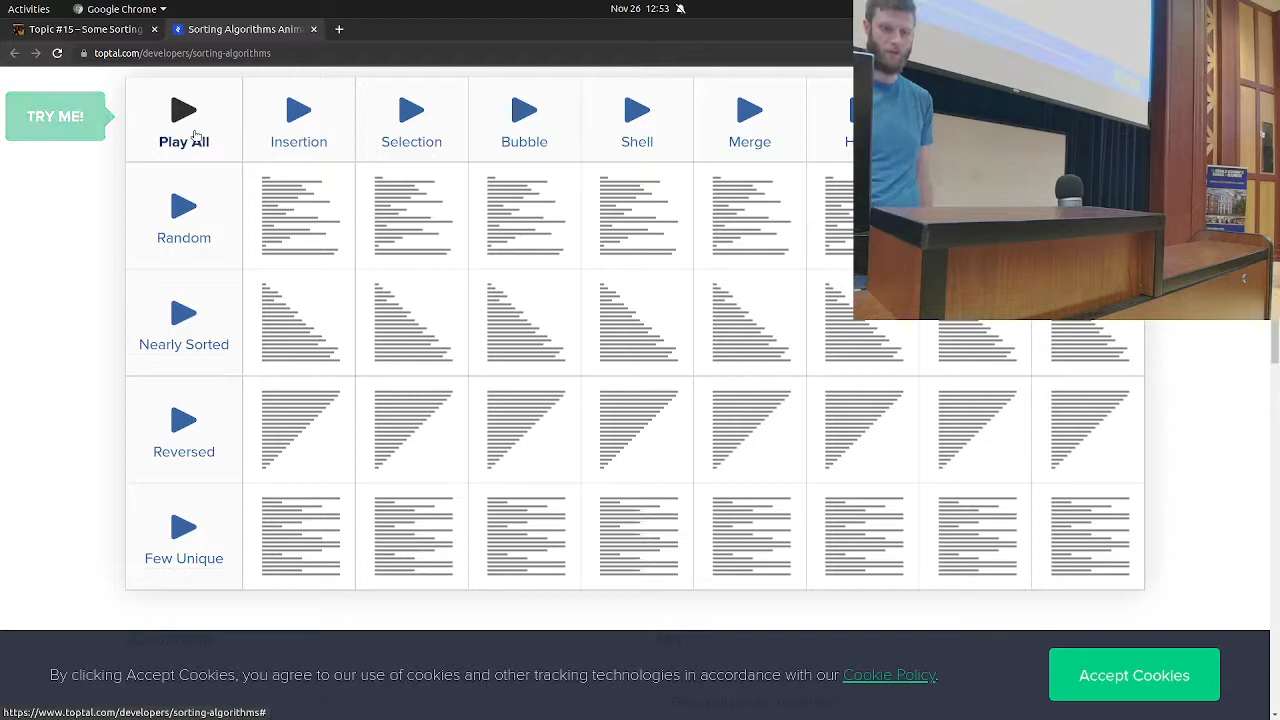 Activities
Google Chrome
Nov 26 12:53
Topic #15 – Some Sorting
Sorting Algorithms Anim
toptal.com/developers/sorting-algorithms
TRY ME!
Play All
Insertion
Selection
Bubble
Shell
Merge
H
Random
Nearly Sorted
Reversed
Few Unique
By clicking Accept Cookies, you agree to our use of cookies and other tracking technologies in accordance with our Cookie Policy.
Accept Cookies
https://www.toptal.com/developers/sorting-algorithms#